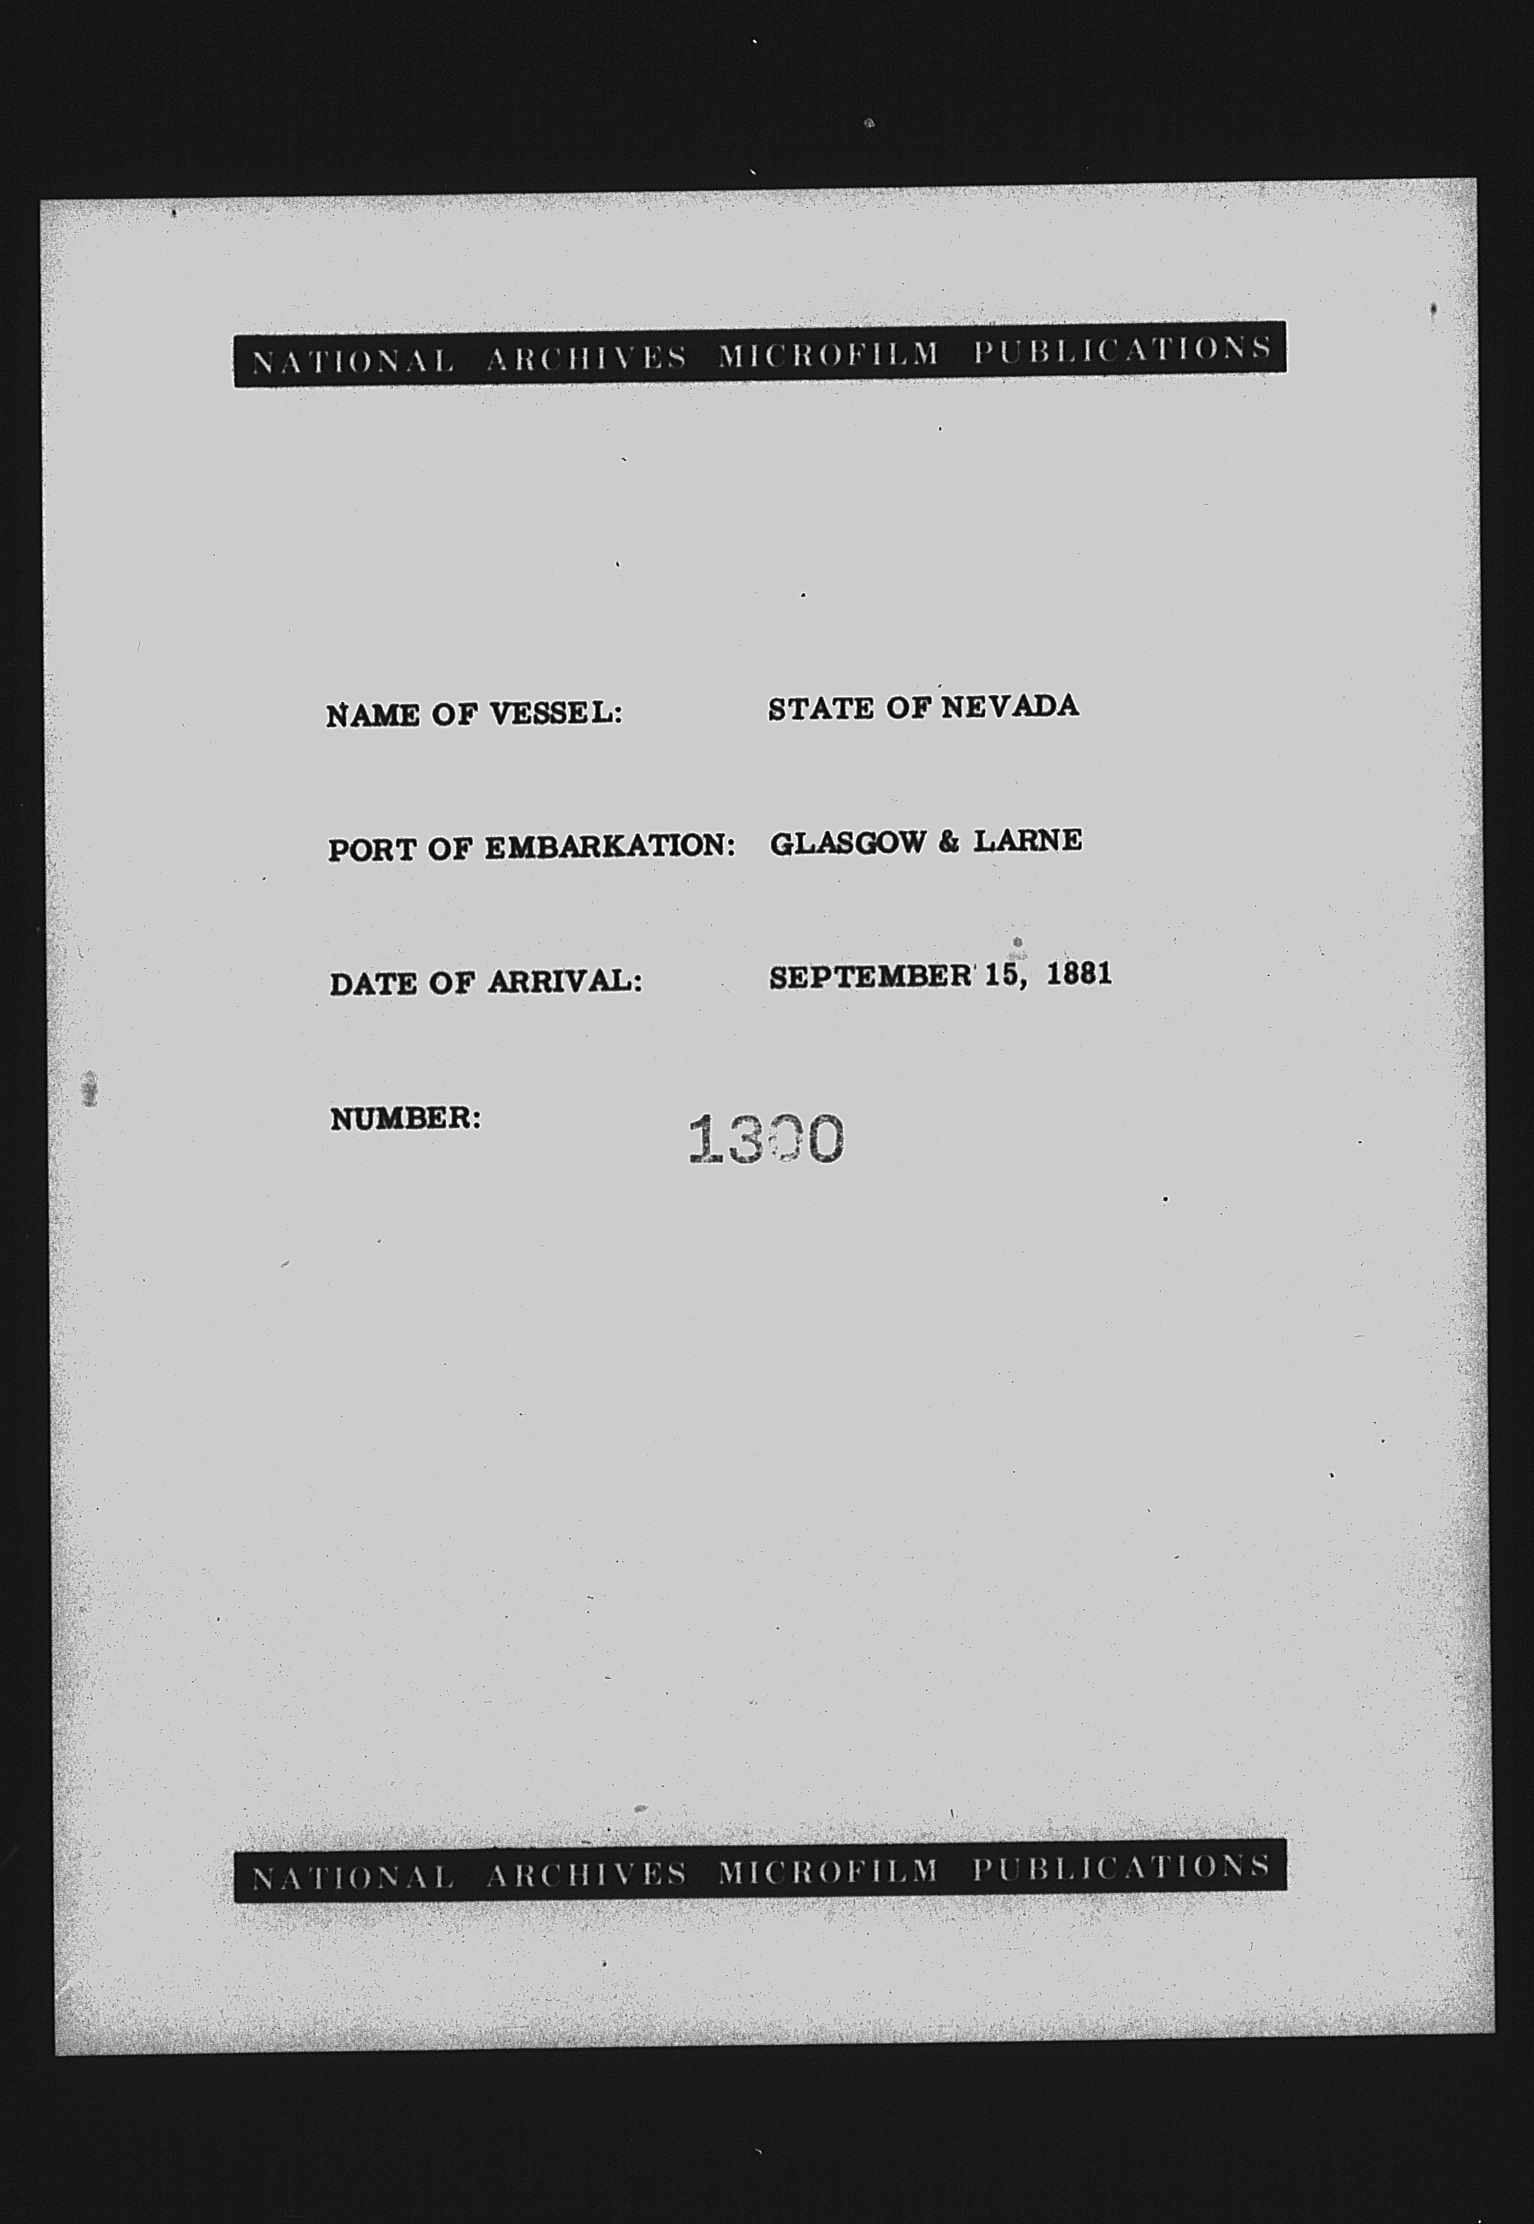 NATIONAL ARCHIVES MICROFILM PUBLICATIONS
NAME OF VESSEL: STATE OF NEVADA
PORT OF EMBARKATION: GLASGOW & LARNE
DATE OF ARRIVAL: SEPTEMBER 15, 1881
NUMBER: 1300
NATIONAL ARCHIVES MICROFILM PUBLICATIONS